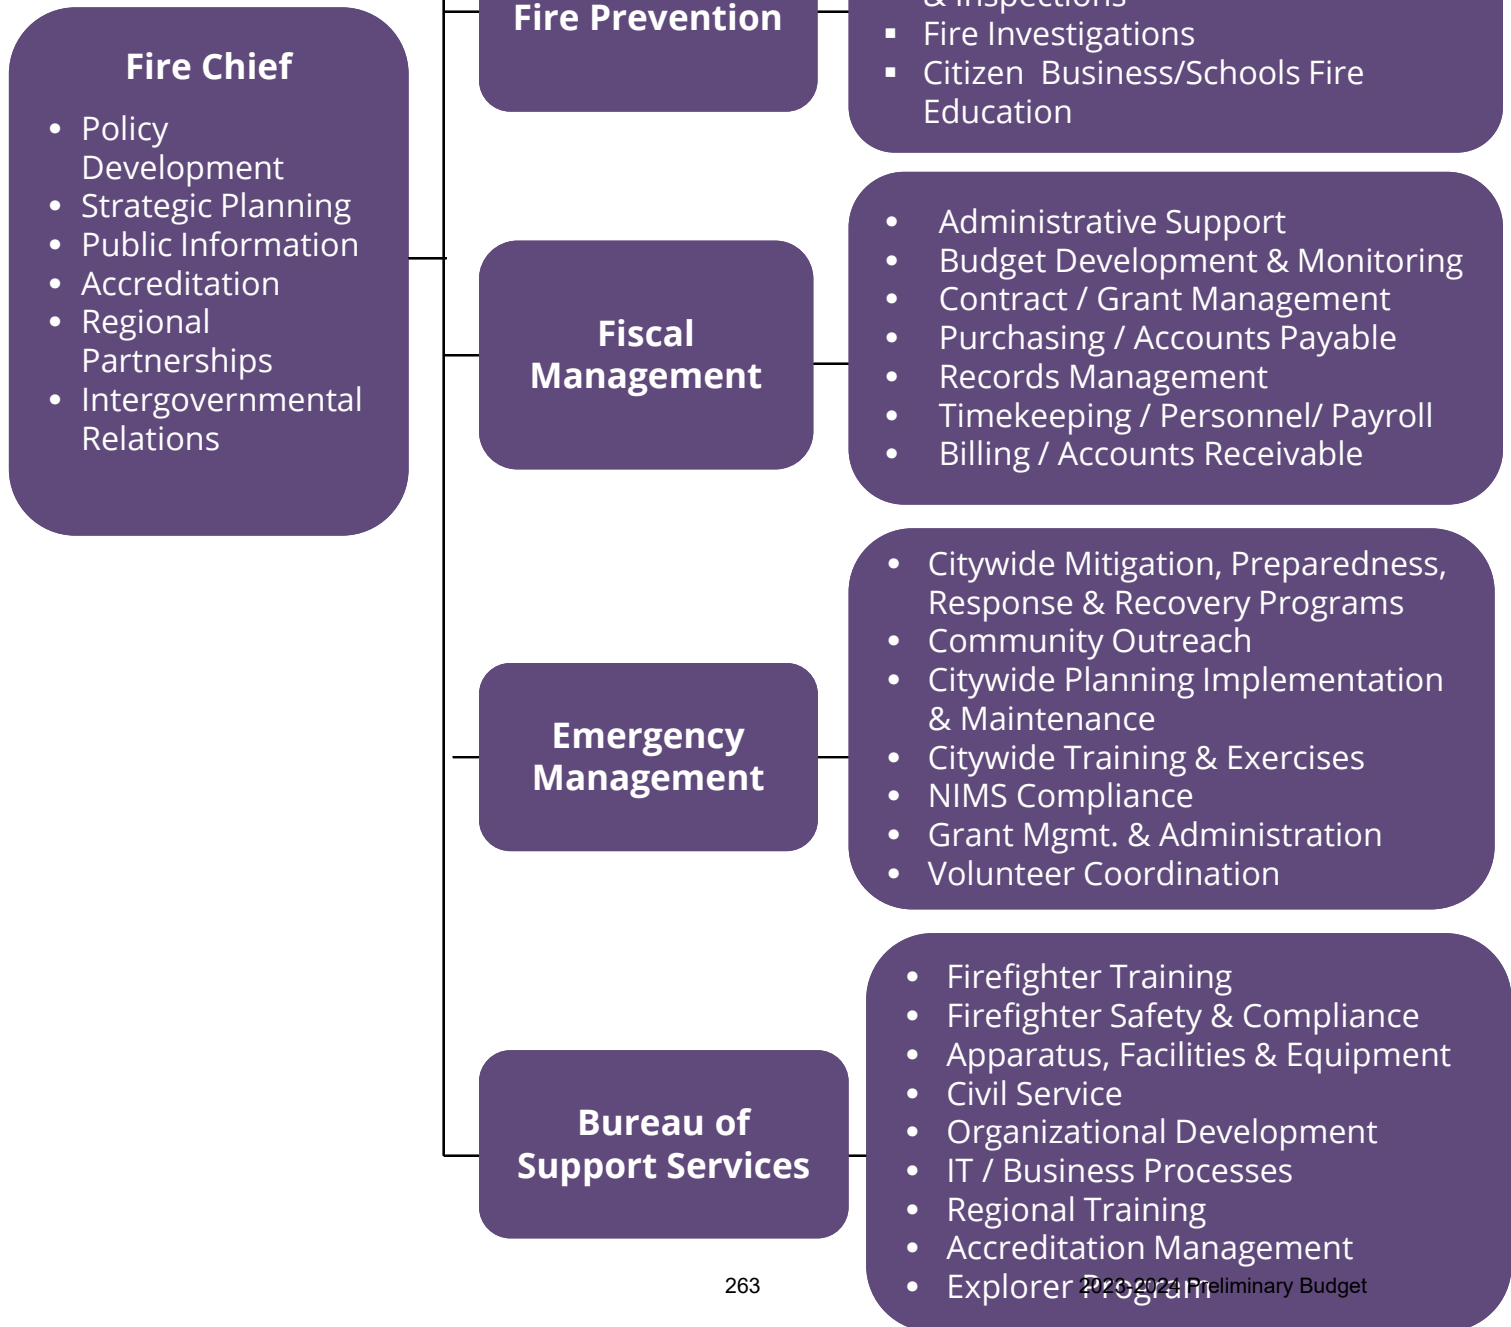 Fire Chief
• Policy
Development
• Strategic Planning
• Public Information
• Accreditation
• Regional
Partnerships
• Intergovernmental
Relations
Fire Prevention
& Inspections
▪ Fire Investigations
▪ Citizen  Business/Schools Fire
Education
Fiscal
Management
• Administrative Support
• Budget Development & Monitoring
• Contract / Grant Management
• Purchasing / Accounts Payable
• Records Management
• Timekeeping / Personnel/ Payroll
• Billing / Accounts Receivable
Emergency
Management
• Citywide Mitigation, Preparedness,
Response & Recovery Programs
• Community Outreach
• Citywide Planning Implementation
& Maintenance
• Citywide Training & Exercises
• NIMS Compliance
• Grant Mgmt. & Administration
• Volunteer Coordination
Bureau of
Support Services
• Firefighter Training
• Firefighter Safety & Compliance
• Apparatus, Facilities & Equipment
• Civil Service
• Organizational Development
• IT / Business Processes
• Regional Training
• Accreditation Management
• Explorer Program
263
2023-2024 Preliminary Budget